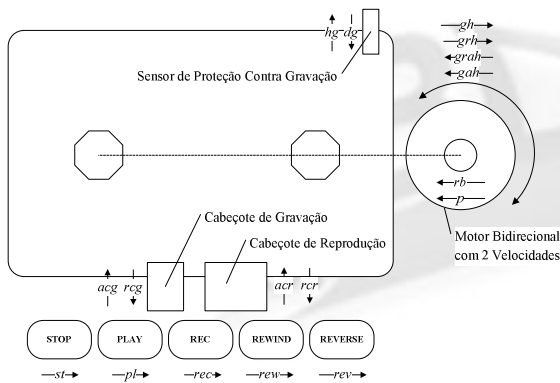 hg dg
gh
grh
grah
gah
Sensor de Proteção Contra Gravação
rb
p
Cabeçote de Gravação
Cabeçote de Reprodução
Motor Bidirecional
com 2 Velocidades
acg rcg acr rcr
STOP PLAY REC REWIND REVERSE
st pl rec rew rev